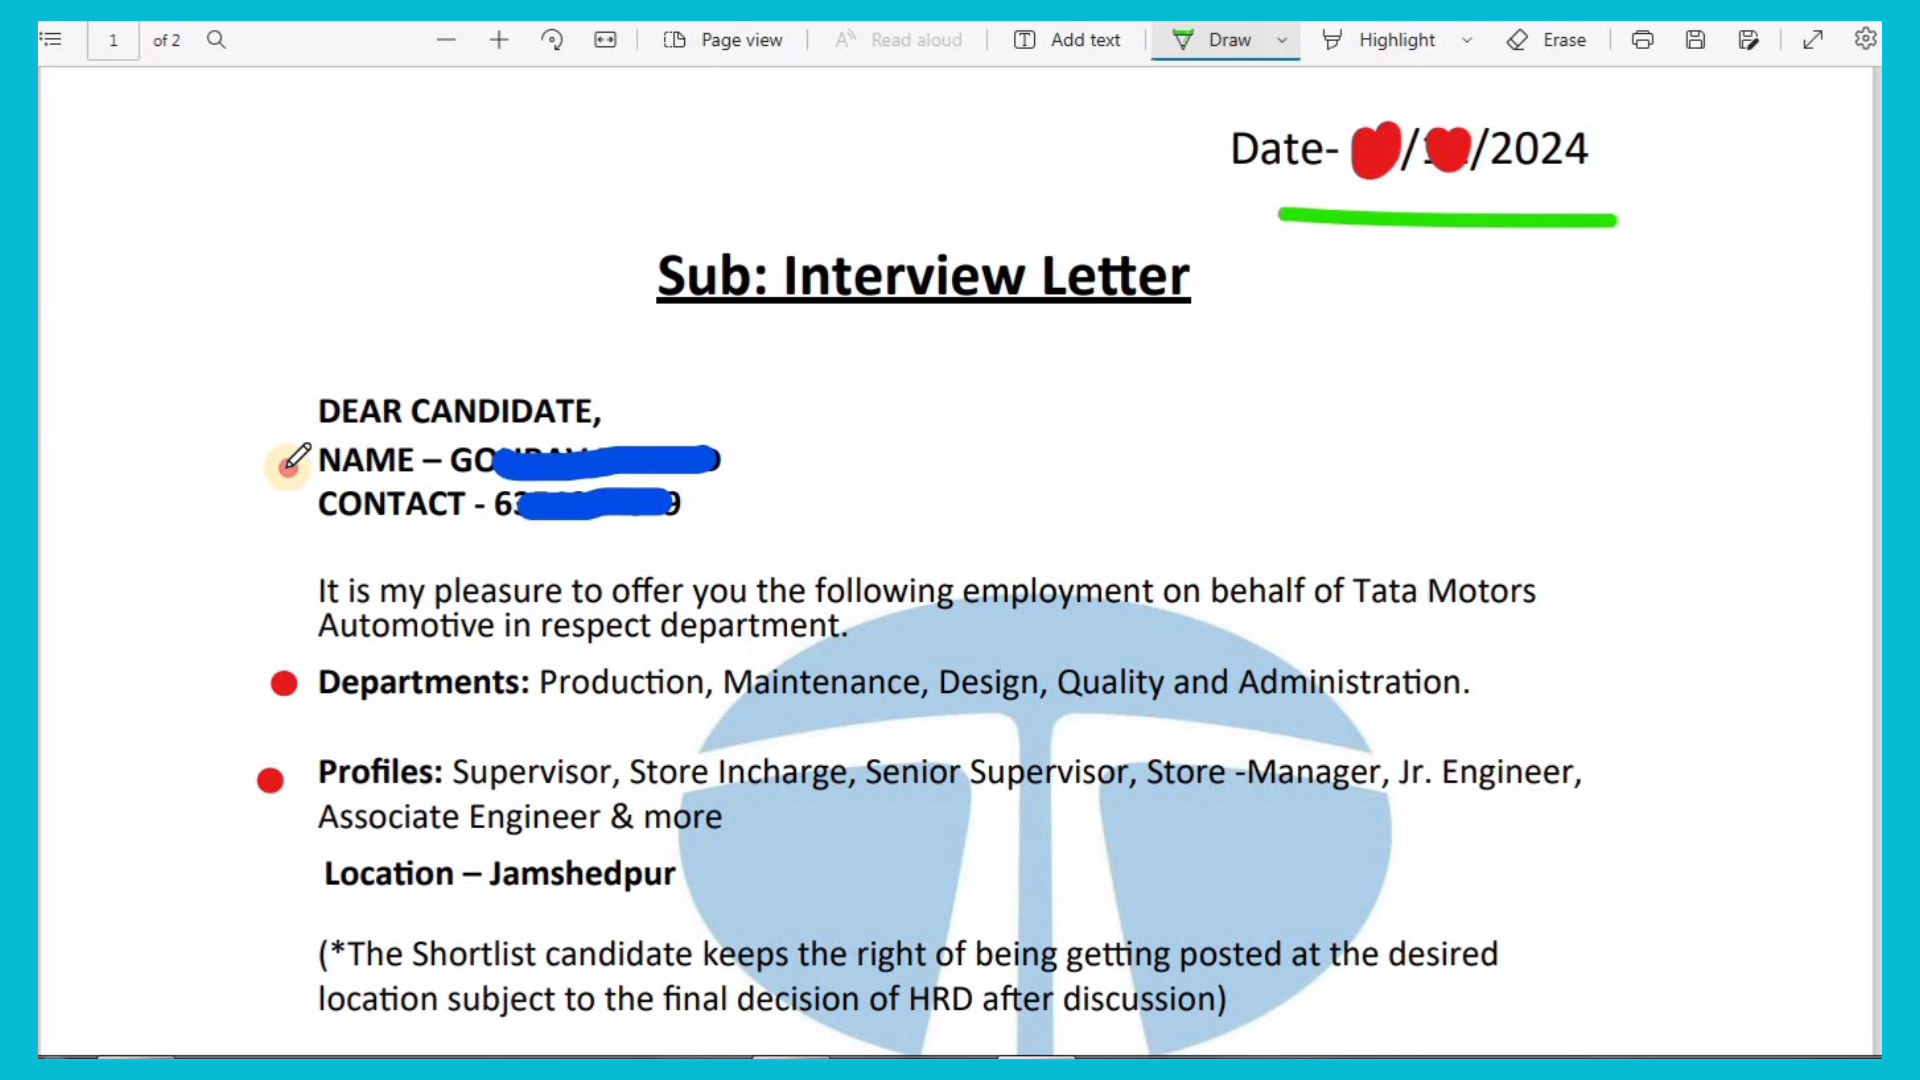 1 of 2 Page view Read aloud Add text Draw Highlight Erase
Date- / /2024
Sub: Interview Letter
DEAR CANDIDATE,
NAME –
CONTACT -
It is my pleasure to offer you the following employment on behalf of Tata Motors
Automotive in respect department.
Departments: Production, Maintenance, Design, Quality and Administration.
Profiles: Supervisor, Store Incharge, Senior Supervisor, Store -Manager, Jr. Engineer,
Associate Engineer & more
Location – Jamshedpur
(*The Shortlist candidate keeps the right of being getting posted at the desired
location subject to the final decision of HRD after discussion)